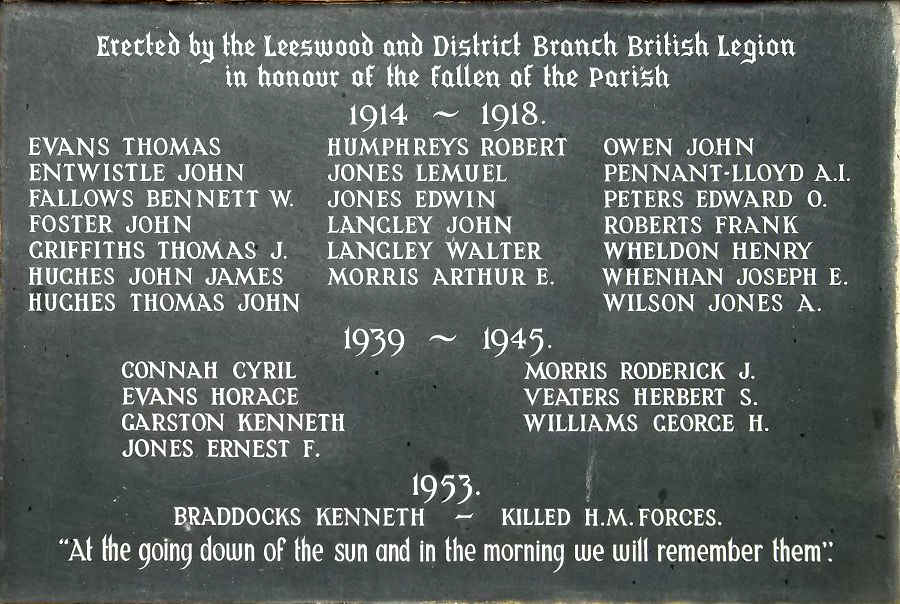 Erected by the Leeswood and District Branch British Legion
in honour of the fallen of the Parish
1914 ~ 1918.
EVANS THOMAS
ENTWISTLE JOHN
FALLOWS BENNETT W.
FOSTER JOHN
GRIFFITHS THOMAS J.
HUGHES JOHN JAMES
HUGHES THOMAS JOHN
HUMPHREYS ROBERT
JONES LEMUEL
JONES EDWIN
LANGLEY JOHN
LANGLEY WALTER
MORRIS ARTHUR E.
OWEN JOHN
PENNANT-LLOYD A.I.
PETERS EDWARD O.
ROBERTS FRANK
WHELDON HENRY
WHENHAN JOSEPH E.
WILSON JONES A.
1939 ~ 1945.
CONNAH CYRIL
EVANS HORACE
GARSTON KENNETH
JONES ERNEST F.
MORRIS RODERICK J.
VEATERS HERBERT S.
WILLIAMS GEORGE H.
1953.
BRADDOCKS KENNETH – KILLED H.M. FORCES.
"At the going down of the sun and in the morning we will remember them".